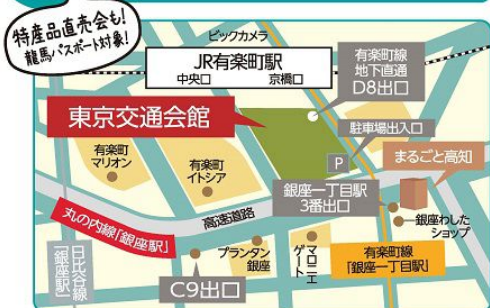 特産品直売会も!
龍馬パスポート対象!
ビックカメラ
JR有楽町駅
中央口 京橋口
有楽町線
地下直通
D8出口
東京交通会館
駐車場出入口
P
有楽町
マリオン
有楽町
イトシア
まるごと高知
銀座一丁目駅
3番出口
丸の内線「銀座駅」
高速道路
銀座わした
ショップ
日比谷線
「銀座駅」
プランタン
銀座
マロニエ
ゲート
有楽町線
「銀座一丁目駅」
C9出口